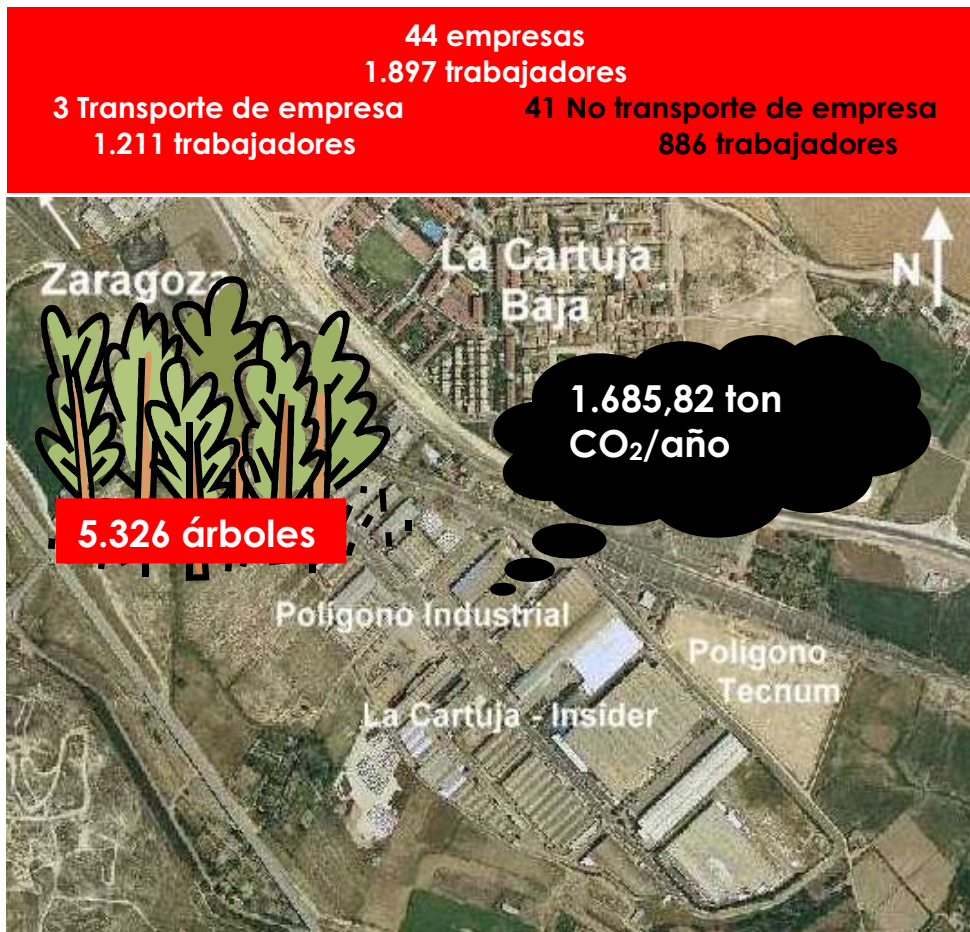 44 empresas
1.897 trabajadores
3 Transporte de empresa
41 No transporte de empresa
1.211 trabajadores
886 trabajadores
La Cartuja
Baja
Zaragoza
N
1.685,82 ton
CO₂/año
5.326 árboles
Polígono Industrial
Polígono
Tecnum
La Cartuja - Insider